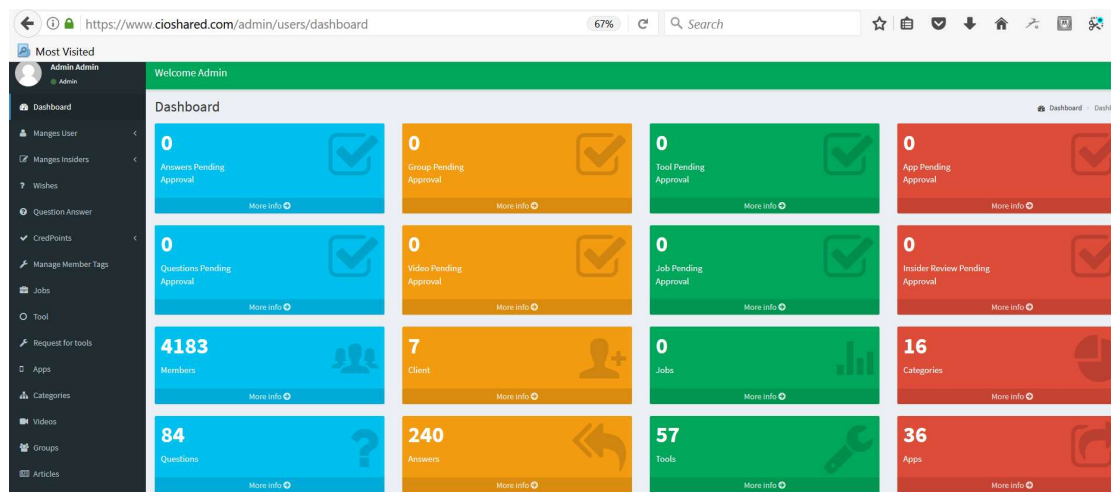 https://www.cioshared.com/admin/users/dashboard
67%
Search
Most Visited
Admin Admin
Admin
Welcome Admin
Dashboard
Manges User
Manges Insiders
Wishes
Question Answer
CredPoints
Manage Member Tags
Jobs
Tool
Request for tools
Apps
Categories
Videos
Groups
Articles
Dashboard
Dashboard
0
Answers Pending
Approval
More info
0
Group Pending
Approval
More info
0
Tool Pending
Approval
More info
0
App Pending
Approval
More info
0
Questions Pending
Approval
More info
0
Video Pending
Approval
More info
0
Job Pending
Approval
More info
0
Insider Review Pending
Approval
More info
4183
Members
More info
7
Client
More info
0
Jobs
More info
16
Categories
More info
84
Questions
More info
240
Answers
More info
57
Tools
More info
36
Apps
More info